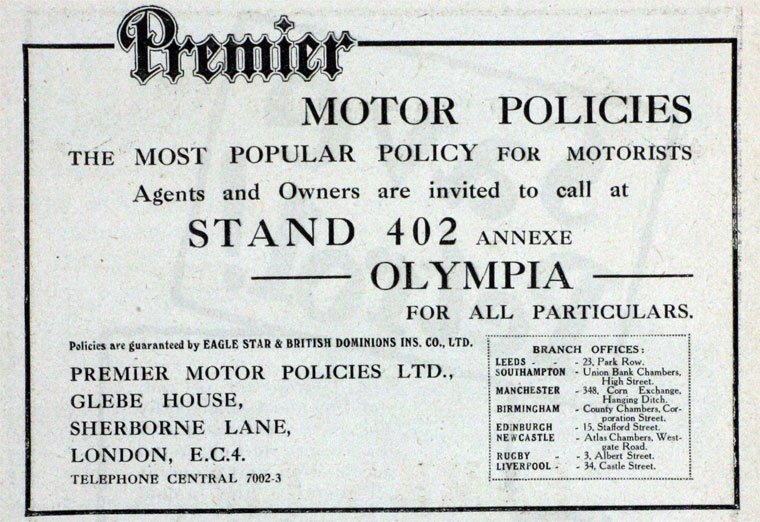 Premier
MOTOR POLICIES
THE MOST POPULAR POLICY FOR MOTORISTS
Agents and Owners are invited to call at
STAND 402 ANNEXE
OLYMPIA
FOR ALL PARTICULARS.
Policies are guaranteed by EAGLE STAR & BRITISH DOMINIONS INS. CO., LTD.
PREMIER MOTOR POLICIES LTD.,
GLEBE HOUSE,
SHERBORNE LANE,
LONDON, E.C.4.
TELEPHONE CENTRAL 7002-3
BRANCH OFFICES:
LEEDS - - - 23, Park Row.
SOUTHAMPTON - Union Bank Chambers,
High Street.
MANCHESTER - 348, Corn Exchange,
Hanging Ditch.
BIRMINGHAM - County Chambers, Cor-
poration Street.
EDINBURGH - 15, Stafford Street.
NEWCASTLE - Atlas Chambers, West-
gate Road.
RUGBY - - 3, Albert Street.
LIVERPOOL - - 34, Castle Street.